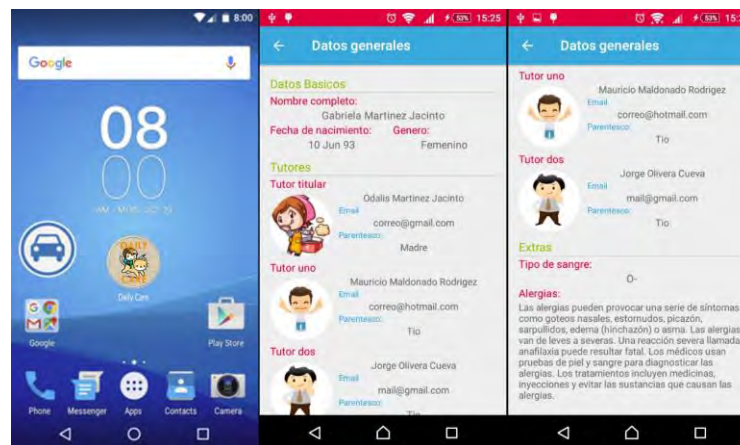 8:00
Google
08
00
DAILY
CARE
Daily Care
Google
Play Store
Phone
Messenger
Apps
Contacts
Camera
53% 15:25
Datos generales
Datos Basicos
Nombre completo:
Gabriela Martinez Jacinto
Fecha de nacimiento: Genero:
10 Jun 93 Femenino
Tutores
Tutor titular
Odalis Martinez Jacinto
Email
correo@gmail.com
Parentesco:
Madre
Tutor uno
Mauricio Maldonado Rodrigez
Email
correo@hotmail.com
Parentesco:
Tio
Tutor dos
Jorge Olivera Cueva
Email
mail@gmail.com
Parentesco:
Tio
53% 15:2
Datos generales
Tutor uno
Mauricio Maldonado Rodrigez
Email
correo@hotmail.com
Parentesco:
Tio
Tutor dos
Jorge Olivera Cueva
Email
mail@gmail.com
Parentesco:
Tio
Extras
Tipo de sangre:
O-
Alergias:
Las alergias pueden provocar una serie de síntomas
como goteos nasales, estornudos, picazón,
sarpullidos, edema (hinchazón) o asma. Las alergias
van de leves a severas. Una reacción severa llamada
anafilaxia puede resultar fatal. Los médicos usan
pruebas de piel y sangre para diagnosticar las
alergias. Los tratamientos incluyen medicinas,
inyecciones y evitar las sustancias que causan las
alergias.